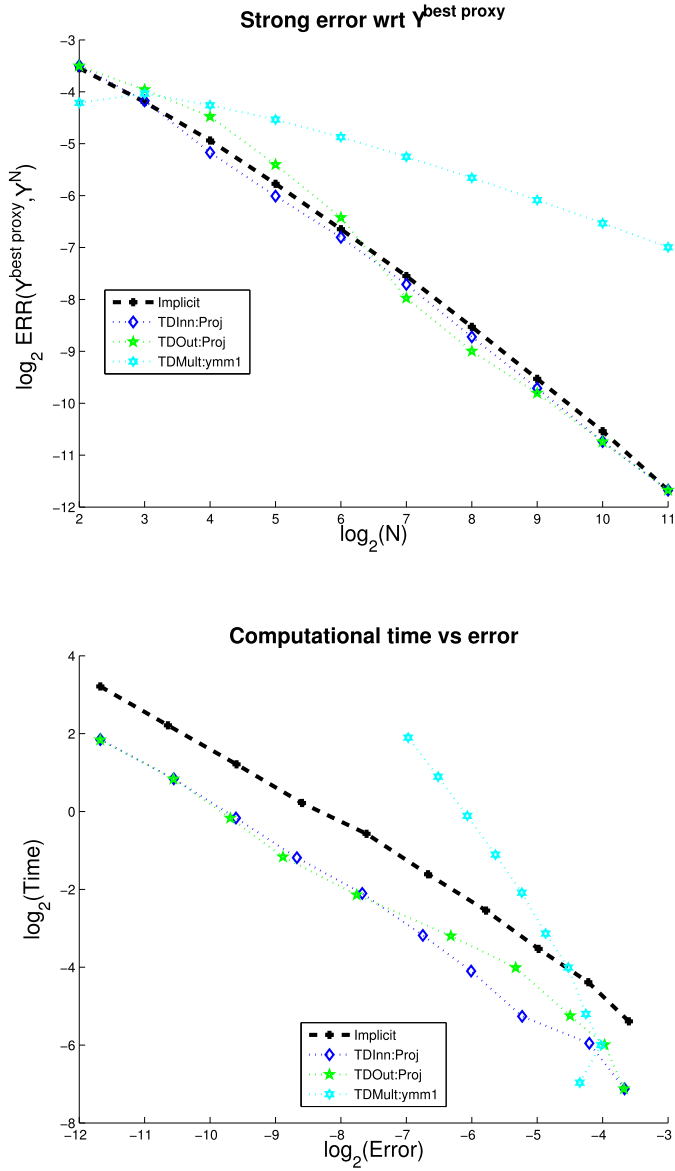 Strong error wrt Y^best proxy
−3
−4
−5
−6
−7
−8
−9
−10
−11
−12
log2 ERR(Y^best proxy,Y^N)
Implicit
TDInn:Proj
TDOut:Proj
TDMult:ymm1
2 3 4 5 6 7 8 9 10 11
log2(N)
Computational time vs error
4
2
0
−2
−4
−6
−8
log2(Time)
Implicit
TDInn:Proj
TDOut:Proj
TDMult:ymm1
−12 −11 −10 −9 −8 −7 −6 −5 −4 −3
log2(Error)